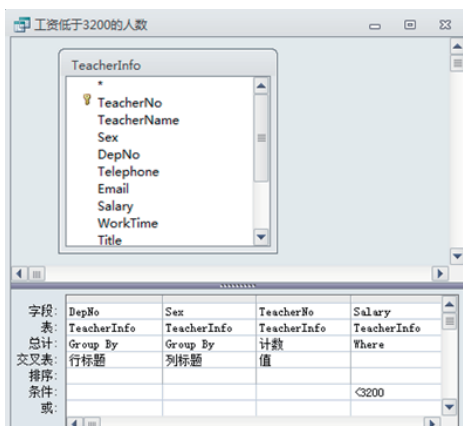 工资低于3200的人数
TeacherInfo
*
TeacherNo
TeacherName
Sex
DepNo
Telephone
Email
Salary
WorkTime
Title
字段: DepNo Sex TeacherNo Salary
表: TeacherInfo TeacherInfo TeacherInfo TeacherInfo
总计: Group By Group By 计数 Where
交叉表: 行标题 列标题 值
排序:
条件: <3200
或: